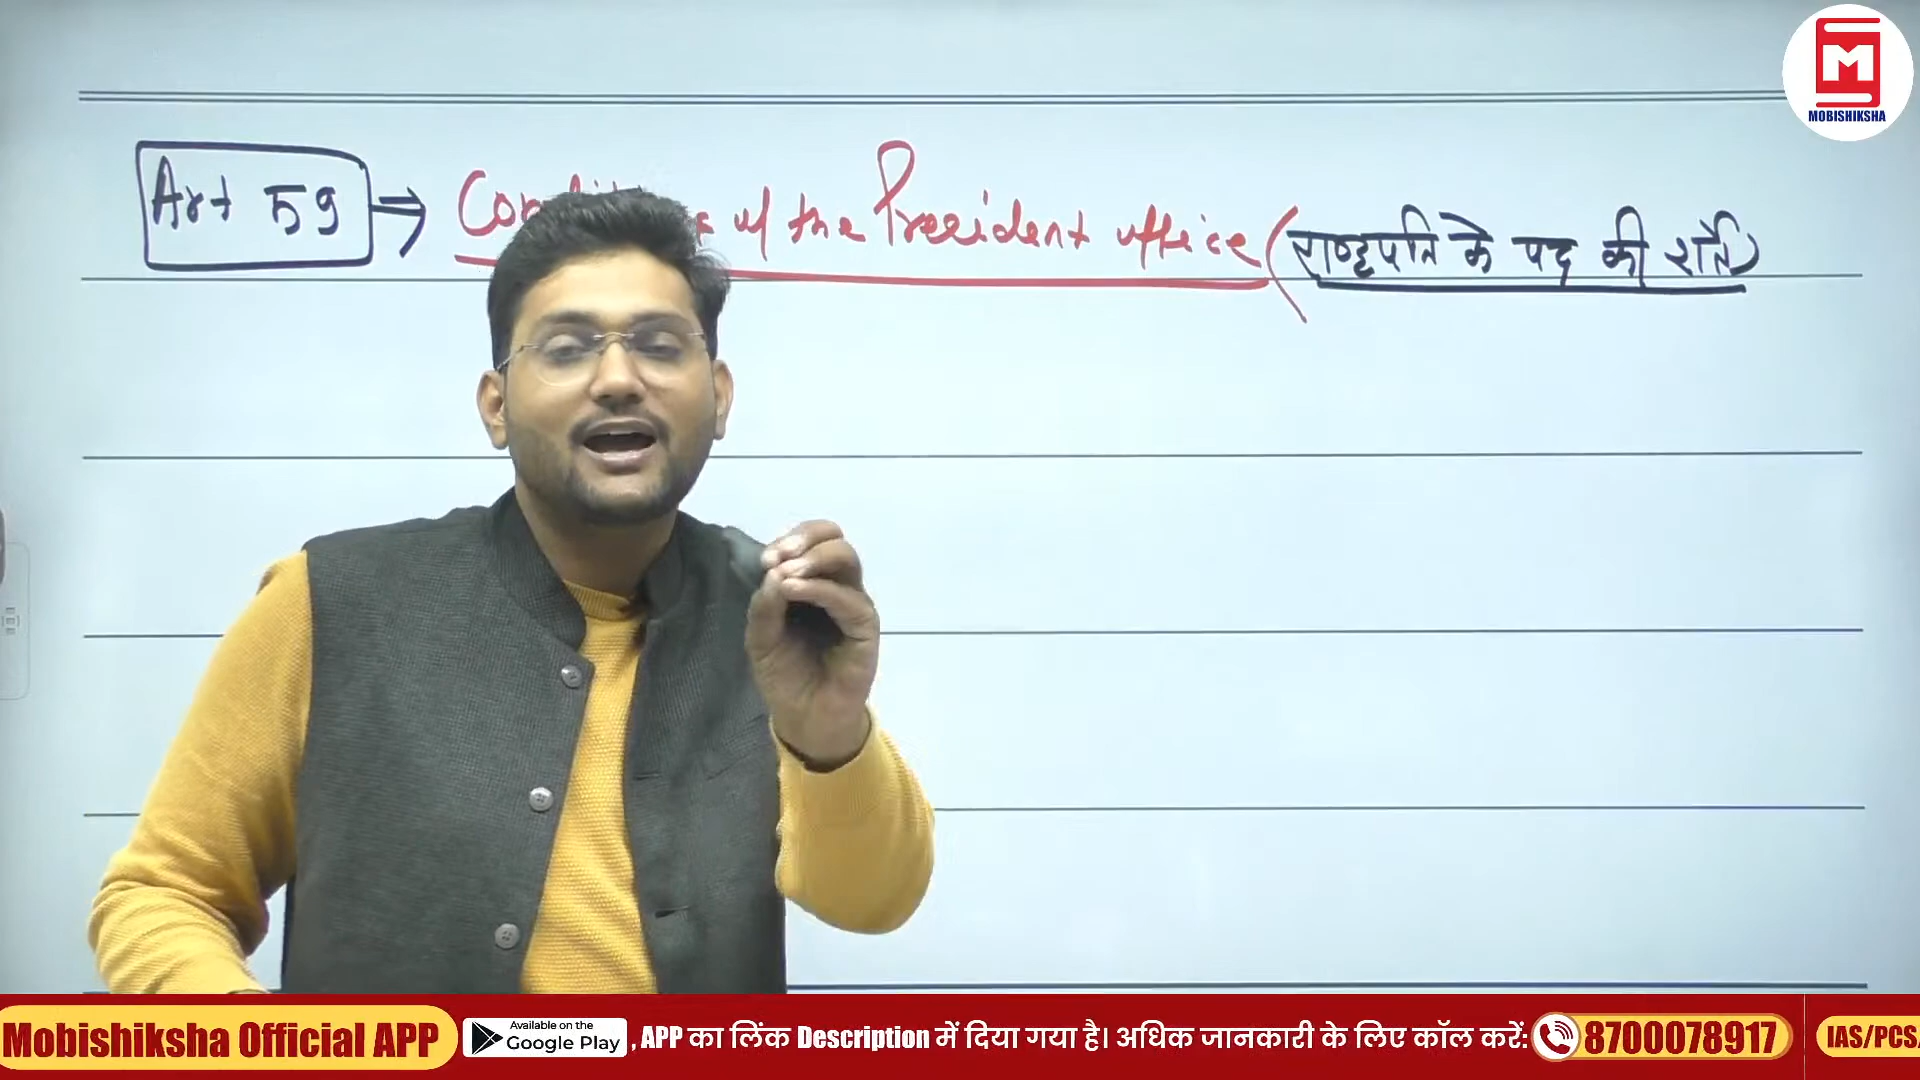 MOBISHIKSHA
Art 59 → of the President office (राष्ट्रपति के पद की शर्ते)
Mobishiksha Official APP Available on the Google Play , APP का लिंक Description में दिया गया है। अधिक जानकारी के लिए कॉल करें: 8700078917 IAS/PCS/